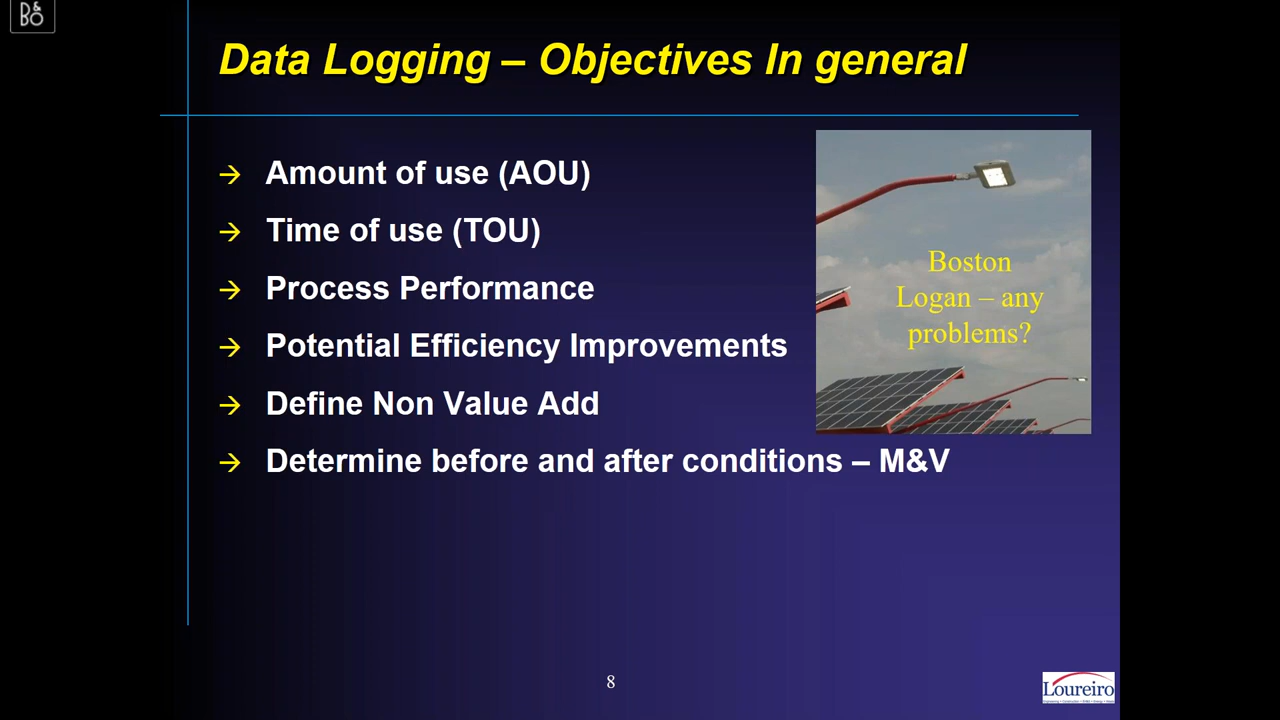 B&O
Data Logging – Objectives In general
→ Amount of use (AOU)
→ Time of use (TOU)
→ Process Performance
→ Potential Efficiency Improvements
→ Define Non Value Add
→ Determine before and after conditions – M&V
Boston
Logan – any
problems?
8
Loureiro